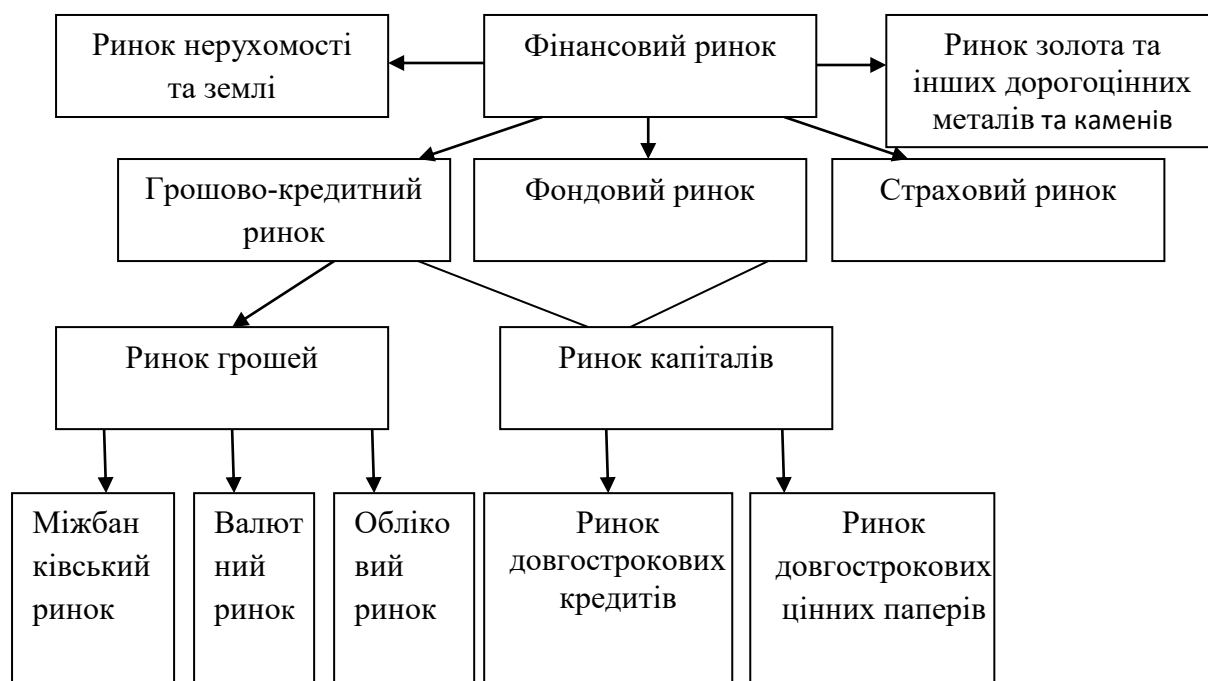 Ринок нерухомості
та землі
Фінансовий ринок
Ринок золота та
інших дорогоцінних
металів та каменів
Грошово-кредитний
ринок
Фондовий ринок
Страховий ринок
Ринок грошей
Ринок капіталів
Міжбан
ківський
ринок
Валют
ний
ринок
Обліко
вий
ринок
Ринок
довгострокових
кредитів
Ринок
довгострокових
цінних паперів